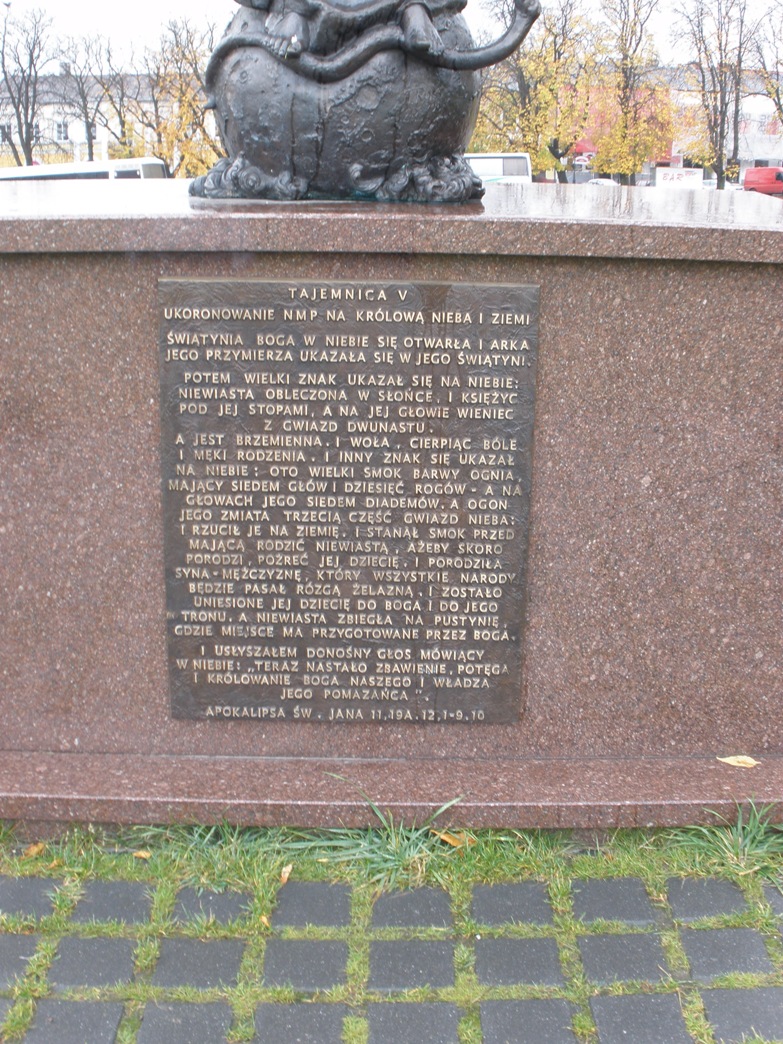 TAJEMNICA V
UKORONOWANIE NMP NA KRÓLOWĄ NIEBA I ZIEMI
ŚWIĄTYNIA BOGA W NIEBIE SIĘ OTWARŁA I ARKA
JEGO PRZYMIERZA UKAZAŁA SIĘ W JEGO ŚWIĄTYNI.
POTEM WIELKI ZNAK UKAZAŁ SIĘ NA NIEBIE:
NIEWIASTA OBLECZONA W SŁOŃCE, I KSIĘŻYC
POD JEJ STOPAMI, A NA JEJ GŁOWIE WIENIEC
Z GWIAZD DWUNASTU.
A JEST BRZEMIENNA. I WOŁA, CIERPIĄC BÓLE
I MĘKI RODZENIA. I INNY ZNAK SIĘ UKAZAŁ
NA NIEBIE: OTO WIELKI SMOK BARWY OGNIA,
MAJĄCY SIEDEM GŁÓW I DZIESIĘĆ ROGÓW - A NA
GŁOWACH JEGO SIEDEM DIADEMÓW. A OGON
JEGO ZMIATA TRZECIĄ CZĘŚĆ GWIAZD NIEBA:
I RZUCIŁ JE NA ZIEMIĘ. I STANĄŁ SMOK PRZED
MAJĄCĄ RODZIĆ NIEWIASTĄ, AŻEBY SKORO
PORODZI, POŻREĆ JEJ DZIECIĘ. I PORODZIŁA
SYNA - MĘŻCZYZNĘ, KTÓRY WSZYSTKIE NARODY
BĘDZIE PASAŁ RÓZGĄ ŻELAZNĄ. I ZOSTAŁO
UNIESIONE JEJ DZIECIĘ DO BOGA I DO JEGO
TRONU. A NIEWIASTA ZBIEGŁA NA PUSTYNIĘ,
GDZIE MIEJSCE MA PRZYGOTOWANE PRZEZ BOGA.
I USŁYSZAŁEM DONOŚNY GŁOS MÓWIĄCY
W NIEBIE: „TERAZ NASTAŁO ZBAWIENIE, POTĘGA
I KRÓLOWANIE BOGA NASZEGO I WŁADZA
JEGO POMAZAŃCA".
APOKALIPSA ŚW. JANA 11,19A.12,1-9.10
BAR